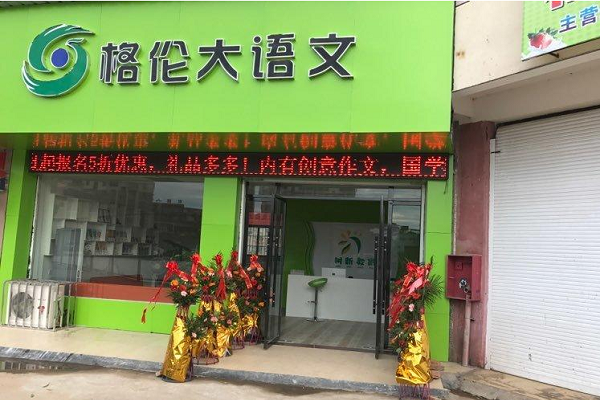 格伦大语文
主营
起报名5折优惠，礼品多多！内有创意作文，国学